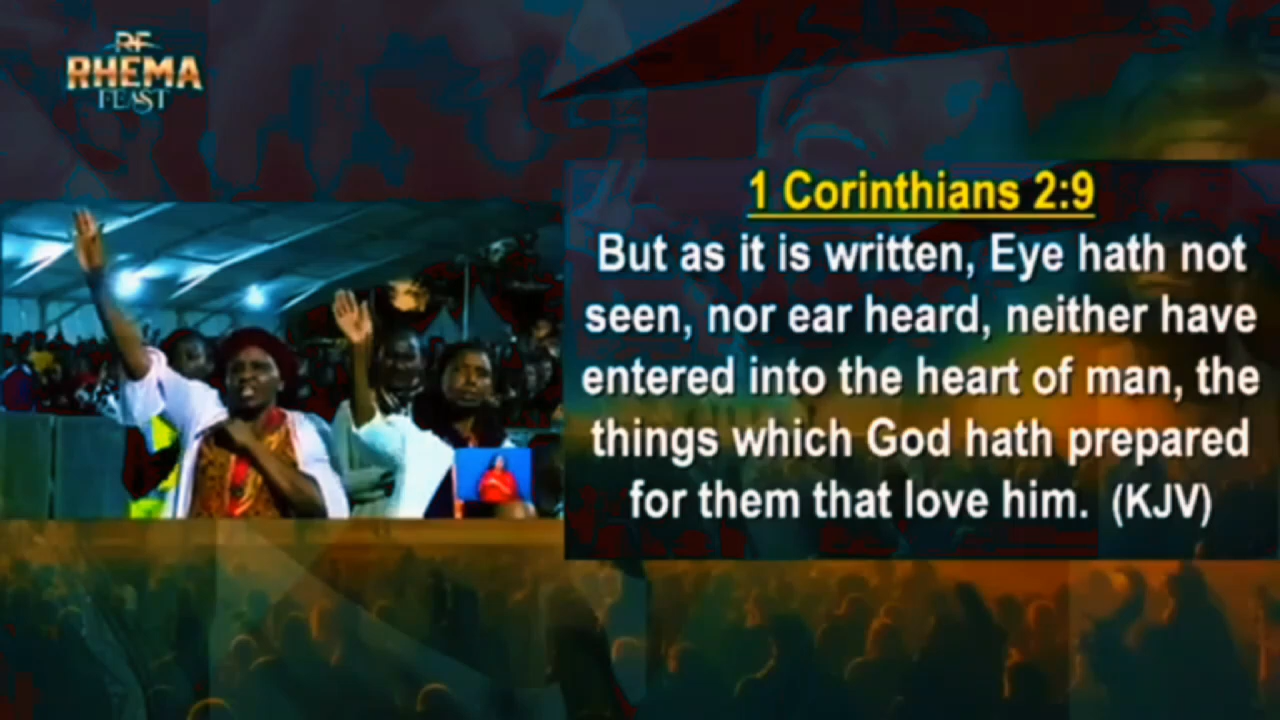 RF
RHEMA
FEAST
1 Corinthians 2:9
But as it is written, Eye hath not
seen, nor ear heard, neither have
entered into the heart of man, the
things which God hath prepared
for them that love him. (KJV)